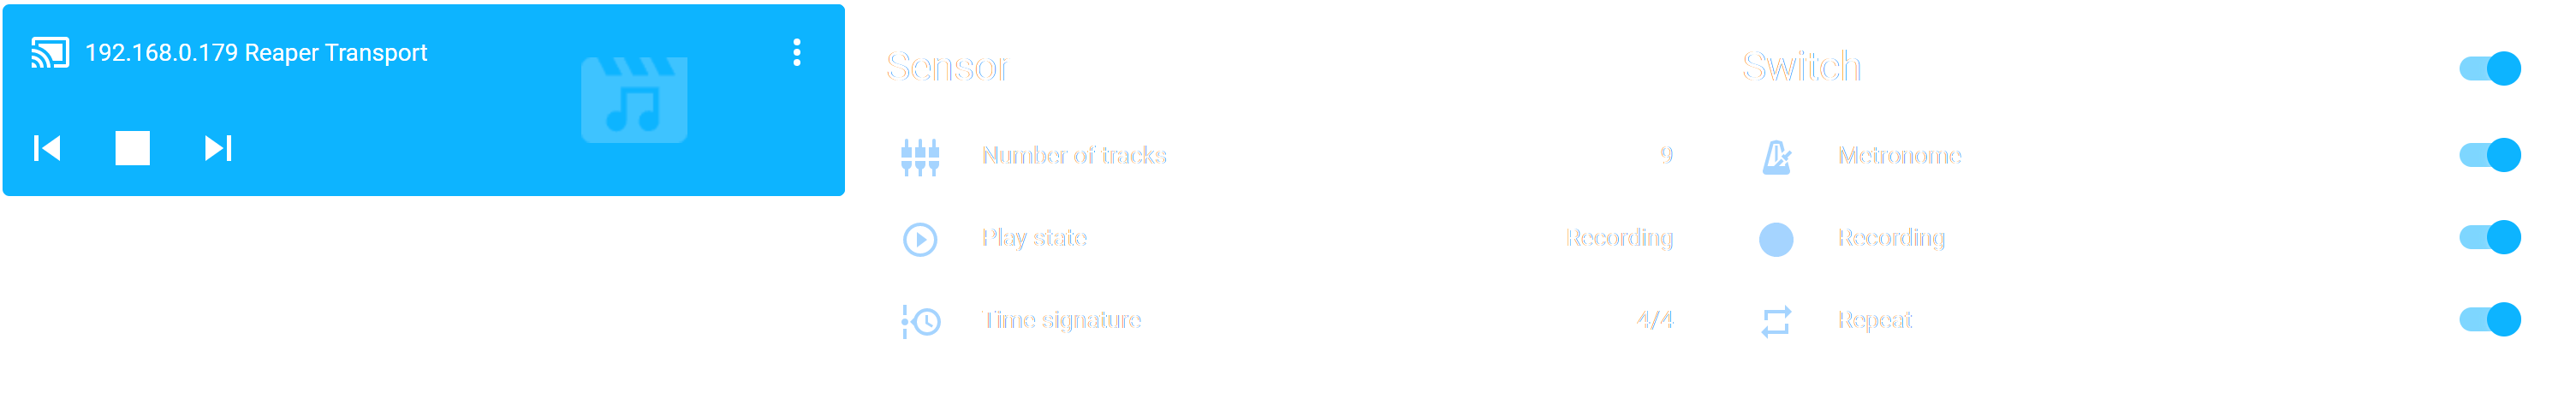 192.168.0.179 Reaper Transport
Sensor
Number of tracks 9
Play state Recording
Time signature 4/4
Switch
Metronome
Recording
Repeat